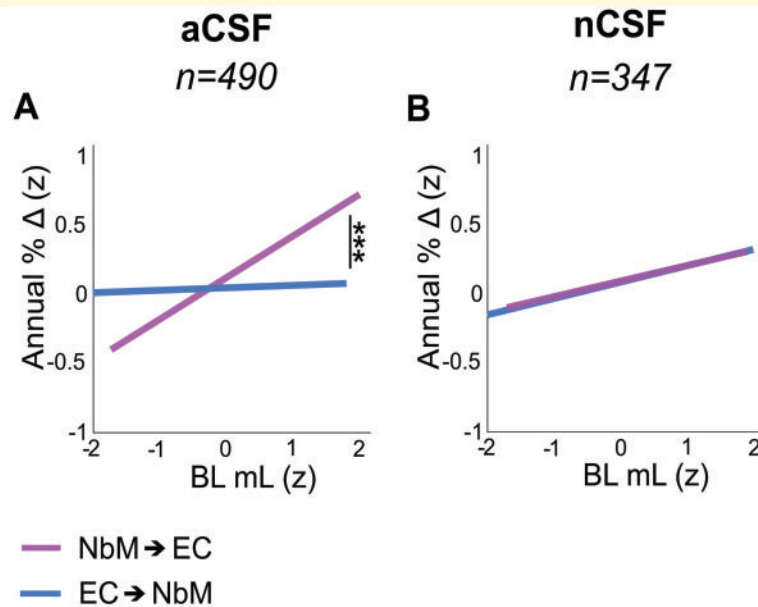 aCSF
n=490
nCSF
n=347
A
Annual % Δ (z)
1
0.5
0
-0.5
-1
-2
-1
0
1
2
BL mL (z)
***
B
Annual % Δ (z)
1
0.5
0
-0.5
-1
-2
-1
0
1
2
BL mL (z)
NbM ➔ EC
EC ➔ NbM